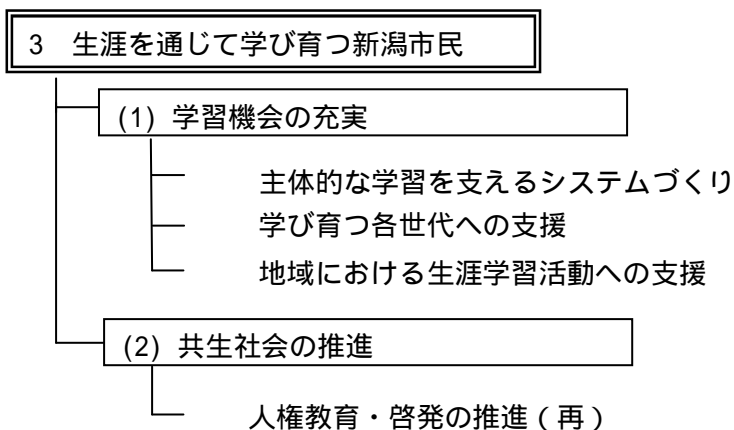 3　生涯を通じて学び育つ新潟市民
(1) 学習機会の充実
主体的な学習を支えるシステムづくり
学び育つ各世代への支援
地域における生涯学習活動への支援
(2) 共生社会の推進
人権教育・啓発の推進（再）